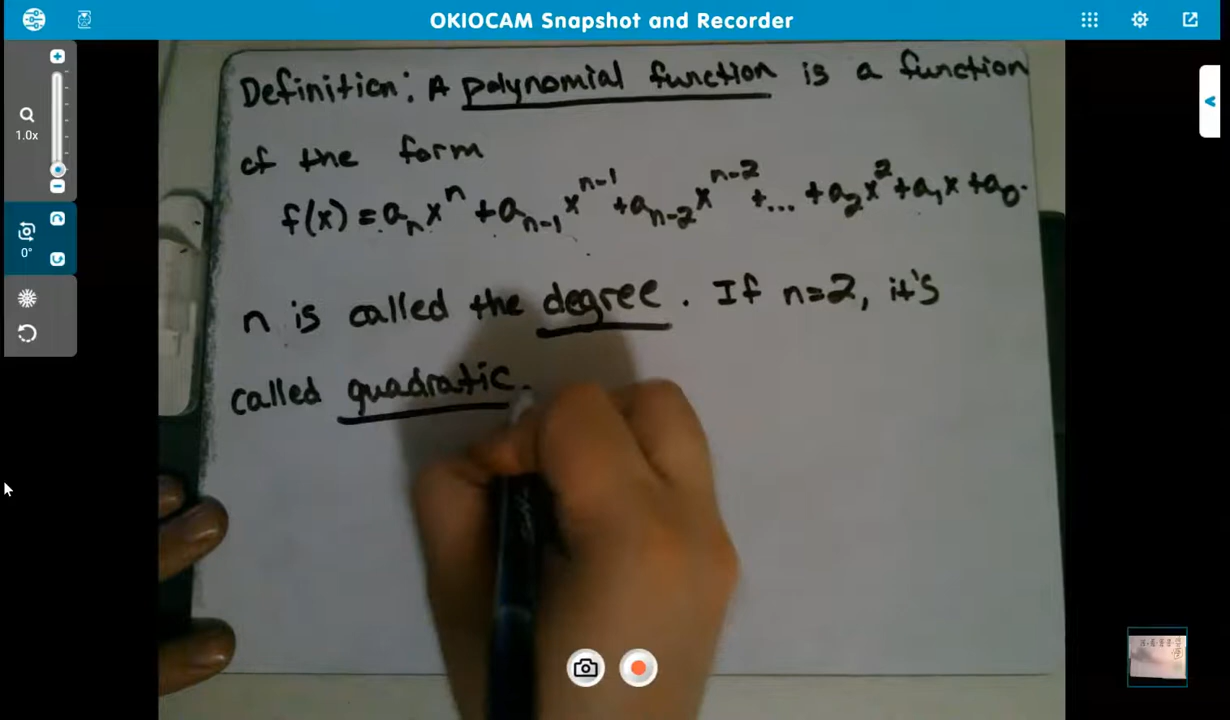 OKIOCAM Snapshot and Recorder
1.0x
0°
Definition: A polynomial function is a function
of the form
f(x) = aₙxⁿ + aₙ₋₁xⁿ⁻¹ + aₙ₋₂xⁿ⁻² + ... + a₂x² + a₁x + a₀.
n is called the degree. If n=2, it's
called quadratic.